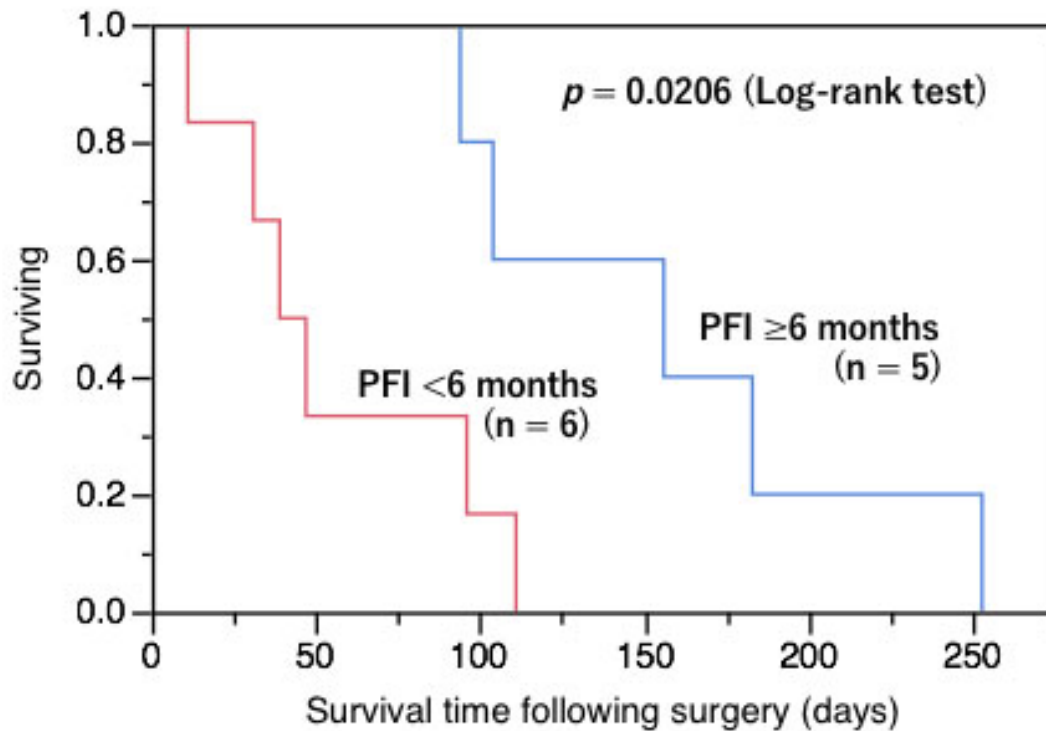 1.0
0.8
0.6
0.4
0.2
0.0
Surviving
p = 0.0206 (Log-rank test)
PFI ≥6 months
(n = 5)
PFI <6 months
(n = 6)
0 50 100 150 200 250
Survival time following surgery (days)